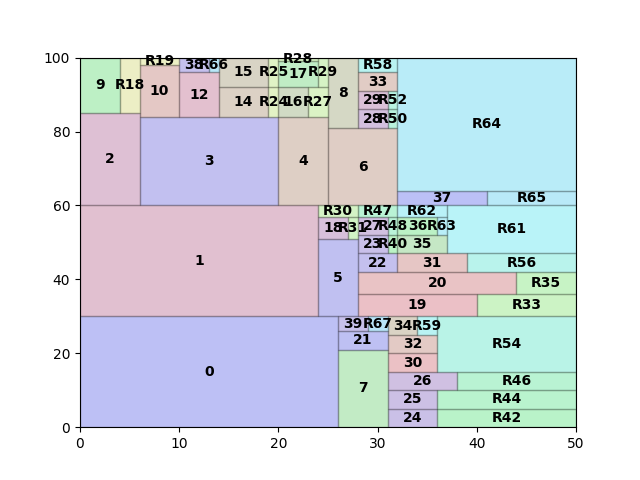 100
80
60
40
20
0
0 10 20 30 40 50
R19 38 R66 R28 R58
9 R18 15 R25 17 R29 33
10 12 8
14 R24 16 R27 29 R52
28 R50
R64
2 3 4 6
37 R65
R30 R47 R62
18 R31 27 R48 36 R63 R61
23 R40 35
1 22 31 R56
5 20 R35
19 R33
39 R67 34 R59
21 32 R54
0 30
7 26 R46
25 R44
24 R42